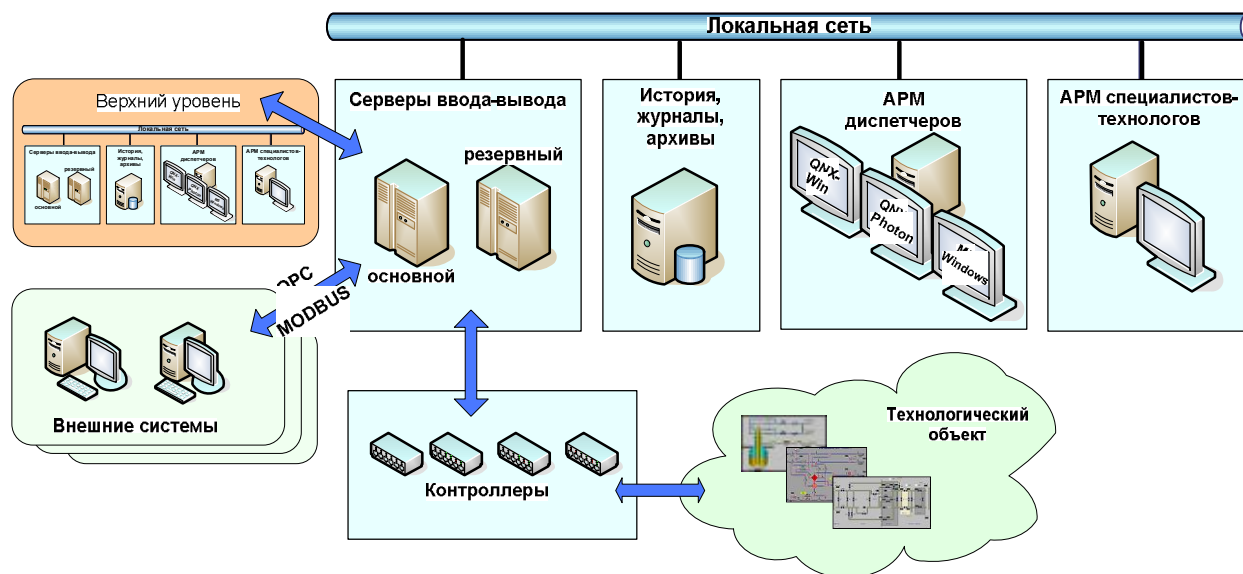 Локальная сеть
Верхний уровень
Локальная сеть
Серверы ввода-вывода
резервный
основной
История,
журналы,
архивы
АРМ
диспетчеров
АРМ специалистов-
технологов
Серверы ввода-вывода
резервный
основной
История,
журналы,
архивы
АРМ
диспетчеров
QNX-
Win
Photon
Windows
АРМ специалистов-
технологов
MODBUS
Внешние системы
Контроллеры
Технологический
объект